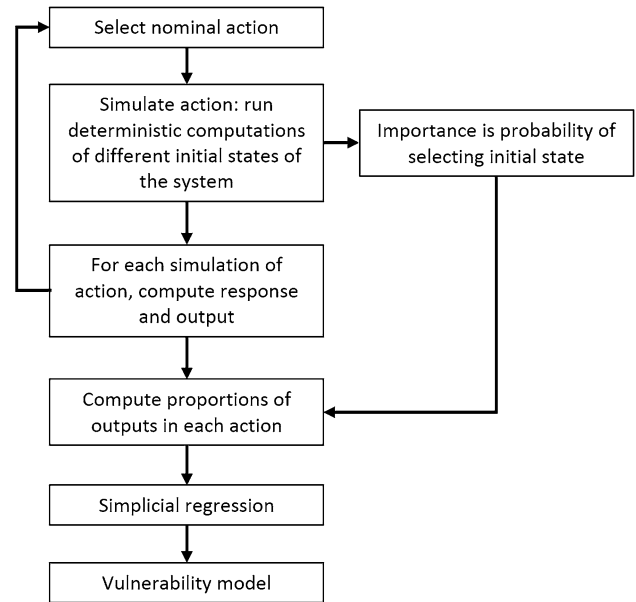 Select nominal action
Simulate action: run
deterministic computations
of different initial states of
the system
Importance is probability of
selecting initial state
For each simulation of
action, compute response
and output
Compute proportions of
outputs in each action
Simplicial regression
Vulnerability model